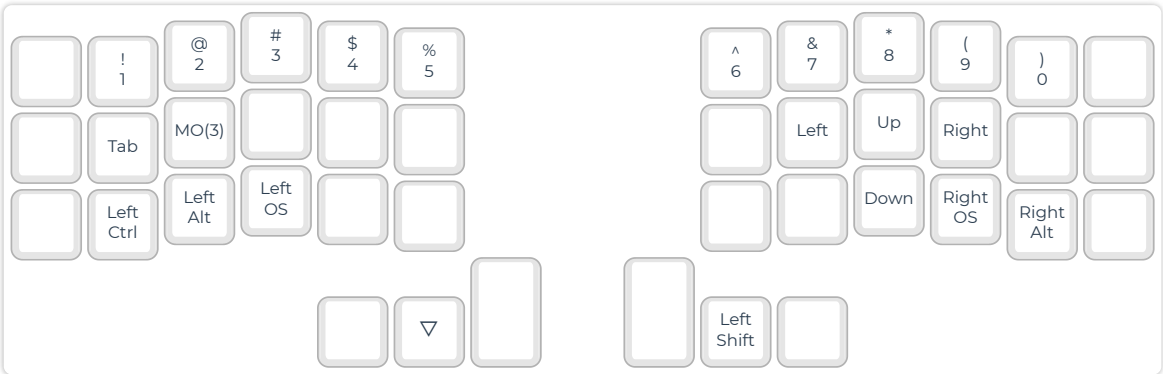 !
1
@
2
#
3
$
4
%
5
^
6
&
7
*
8
(
9
)
0
Tab
MO(3)
Left
Up
Right
Left
Ctrl
Left
Alt
Left
OS
Down
Right
OS
Right
Alt
▽
Left
Shift